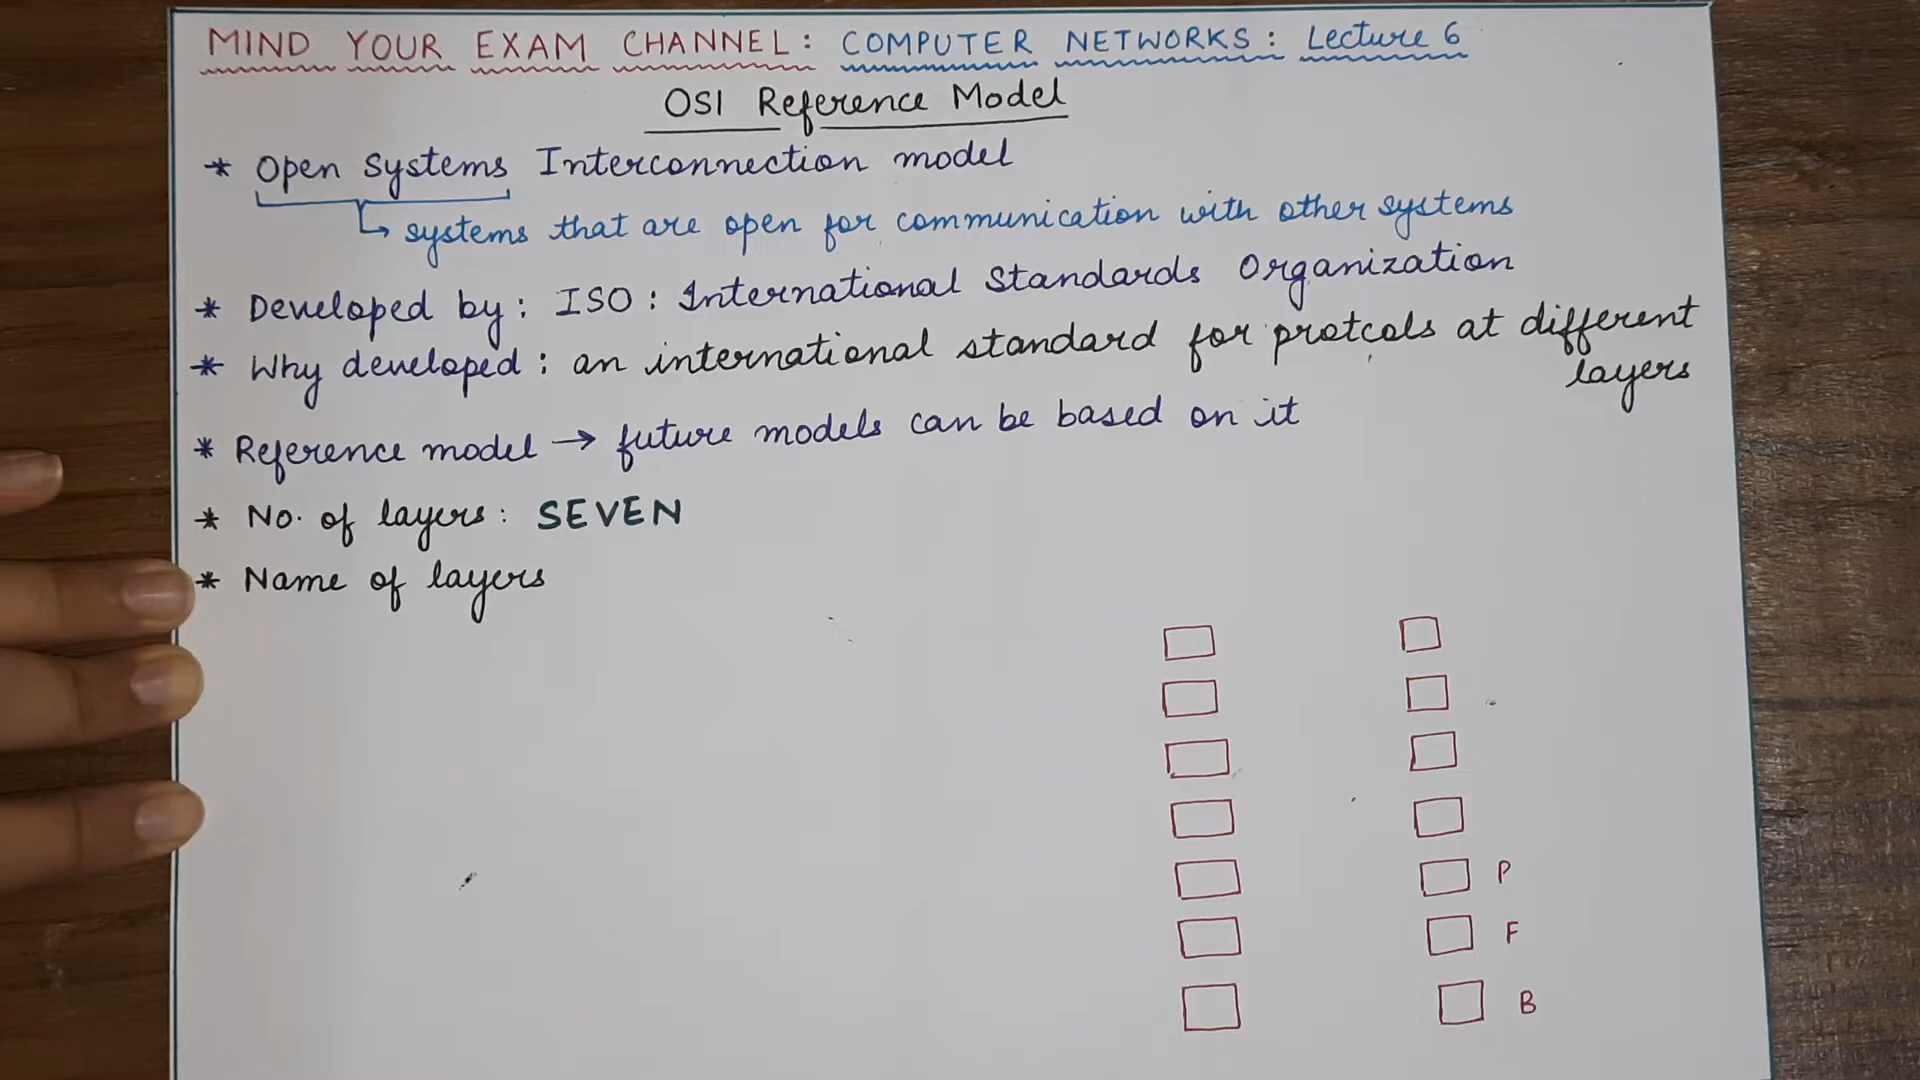 MIND YOUR EXAM CHANNEL: COMPUTER NETWORKS: Lecture 6
OSI Reference Model
* Open Systems Interconnection model
↳ systems that are open for communication with other systems
* Developed by: ISO: International Standards Organization
* Why developed: an international standard for protcols at different
layers
* Reference model → future models can be based on it
* No. of layers: SEVEN
* Name of layers
P
F
B